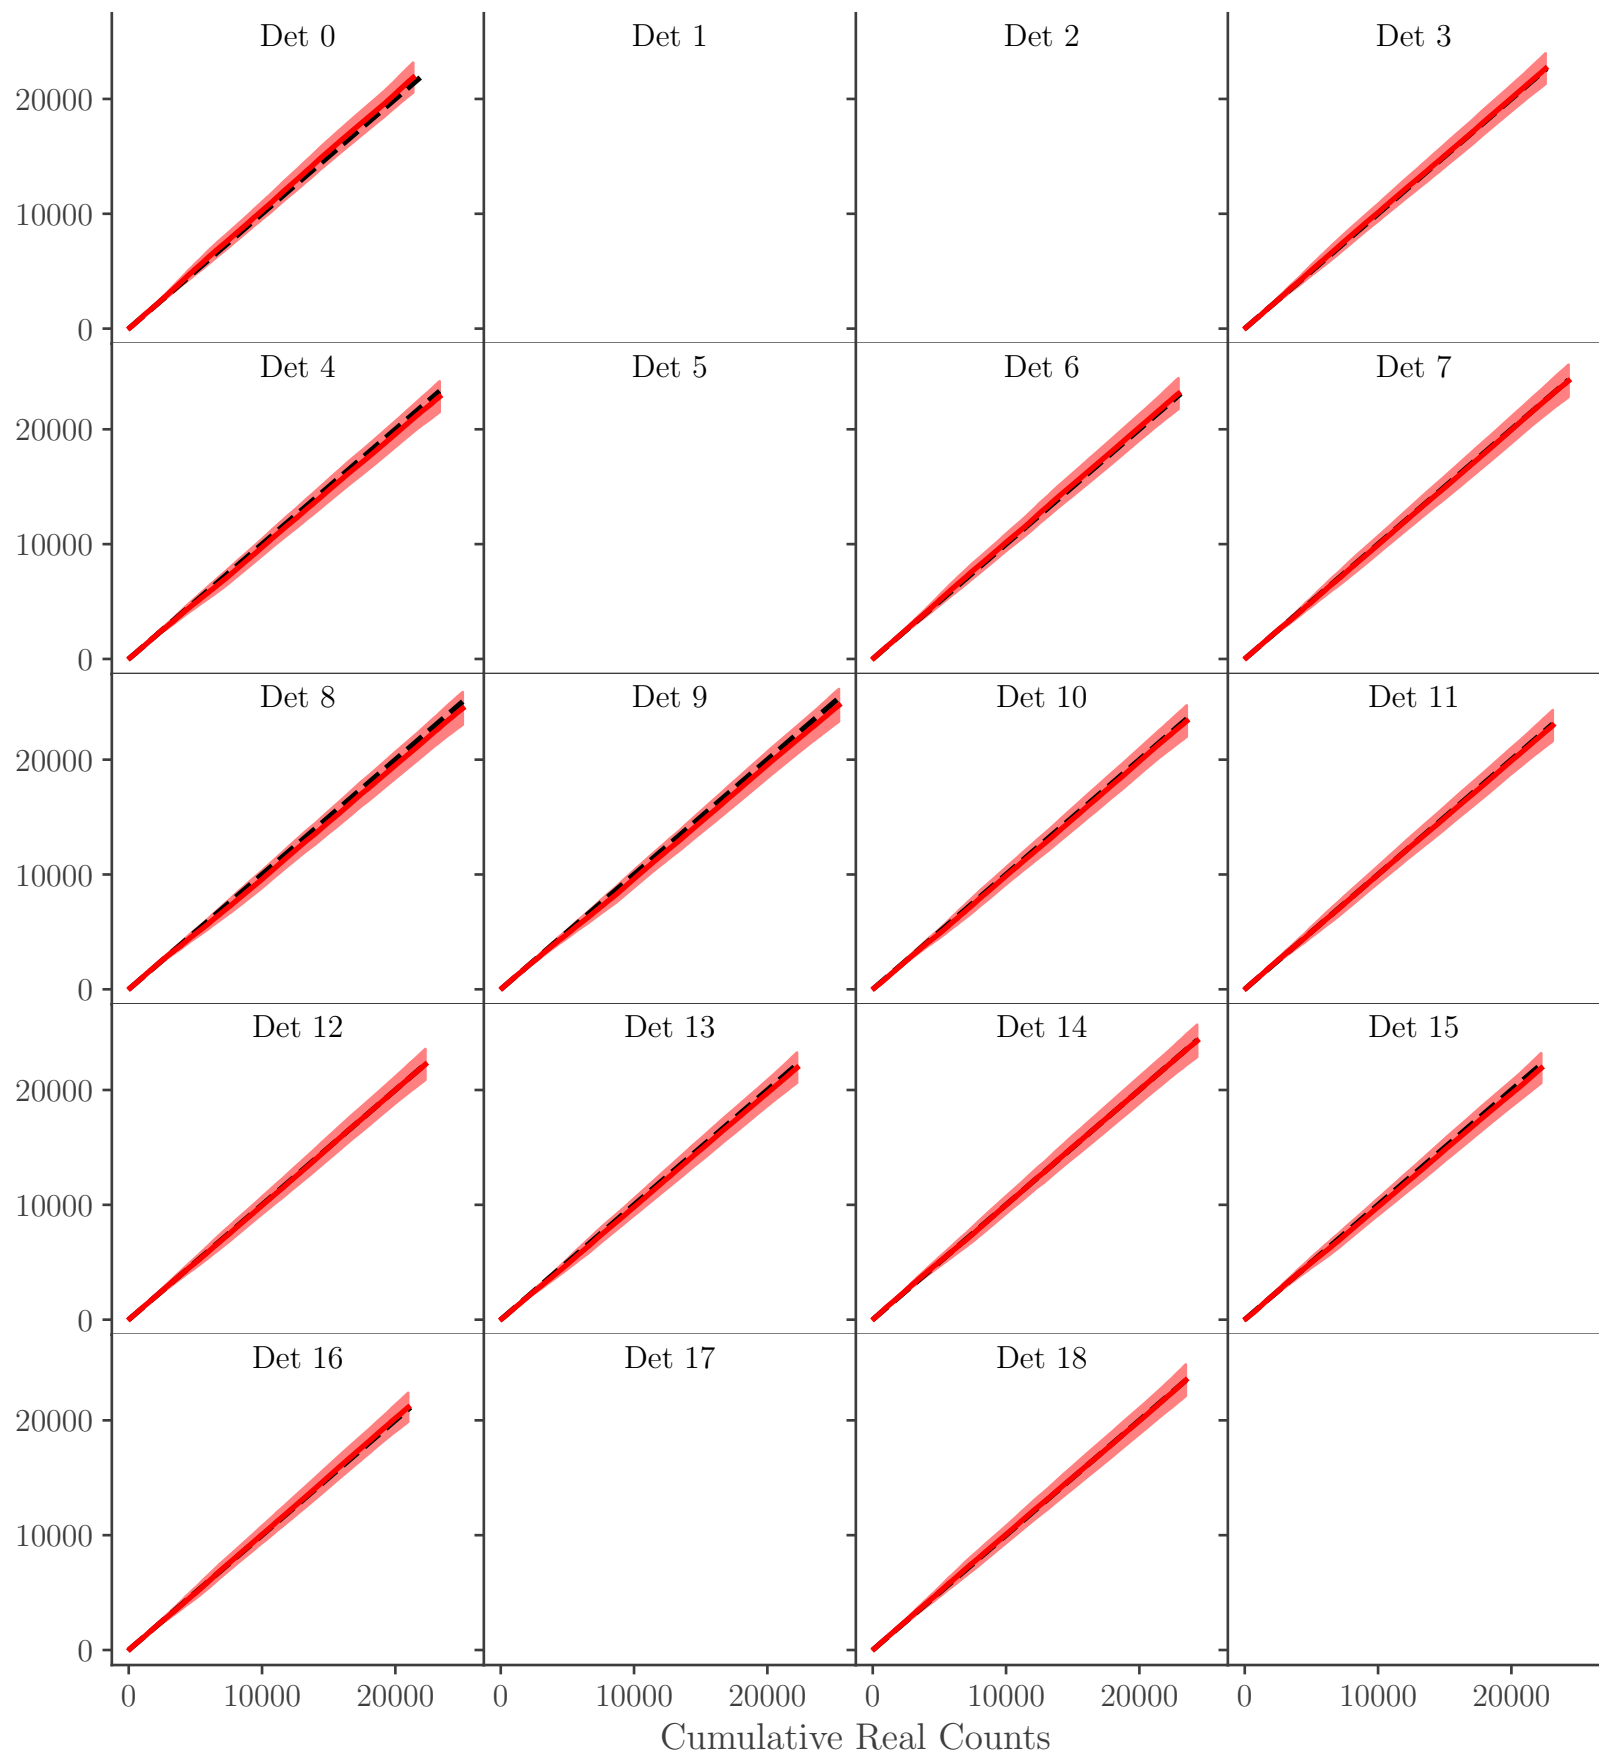 Det 0 Det 1 Det 2 Det 3
20000
10000
0
Det 4 Det 5 Det 6 Det 7
20000
10000
0
Det 8 Det 9 Det 10 Det 11
20000
10000
0
Det 12 Det 13 Det 14 Det 15
20000
10000
0
Det 16 Det 17 Det 18
20000
10000
0
0 10000 20000 0 10000 20000 0 10000 20000 0 10000 20000
Cumulative Real Counts